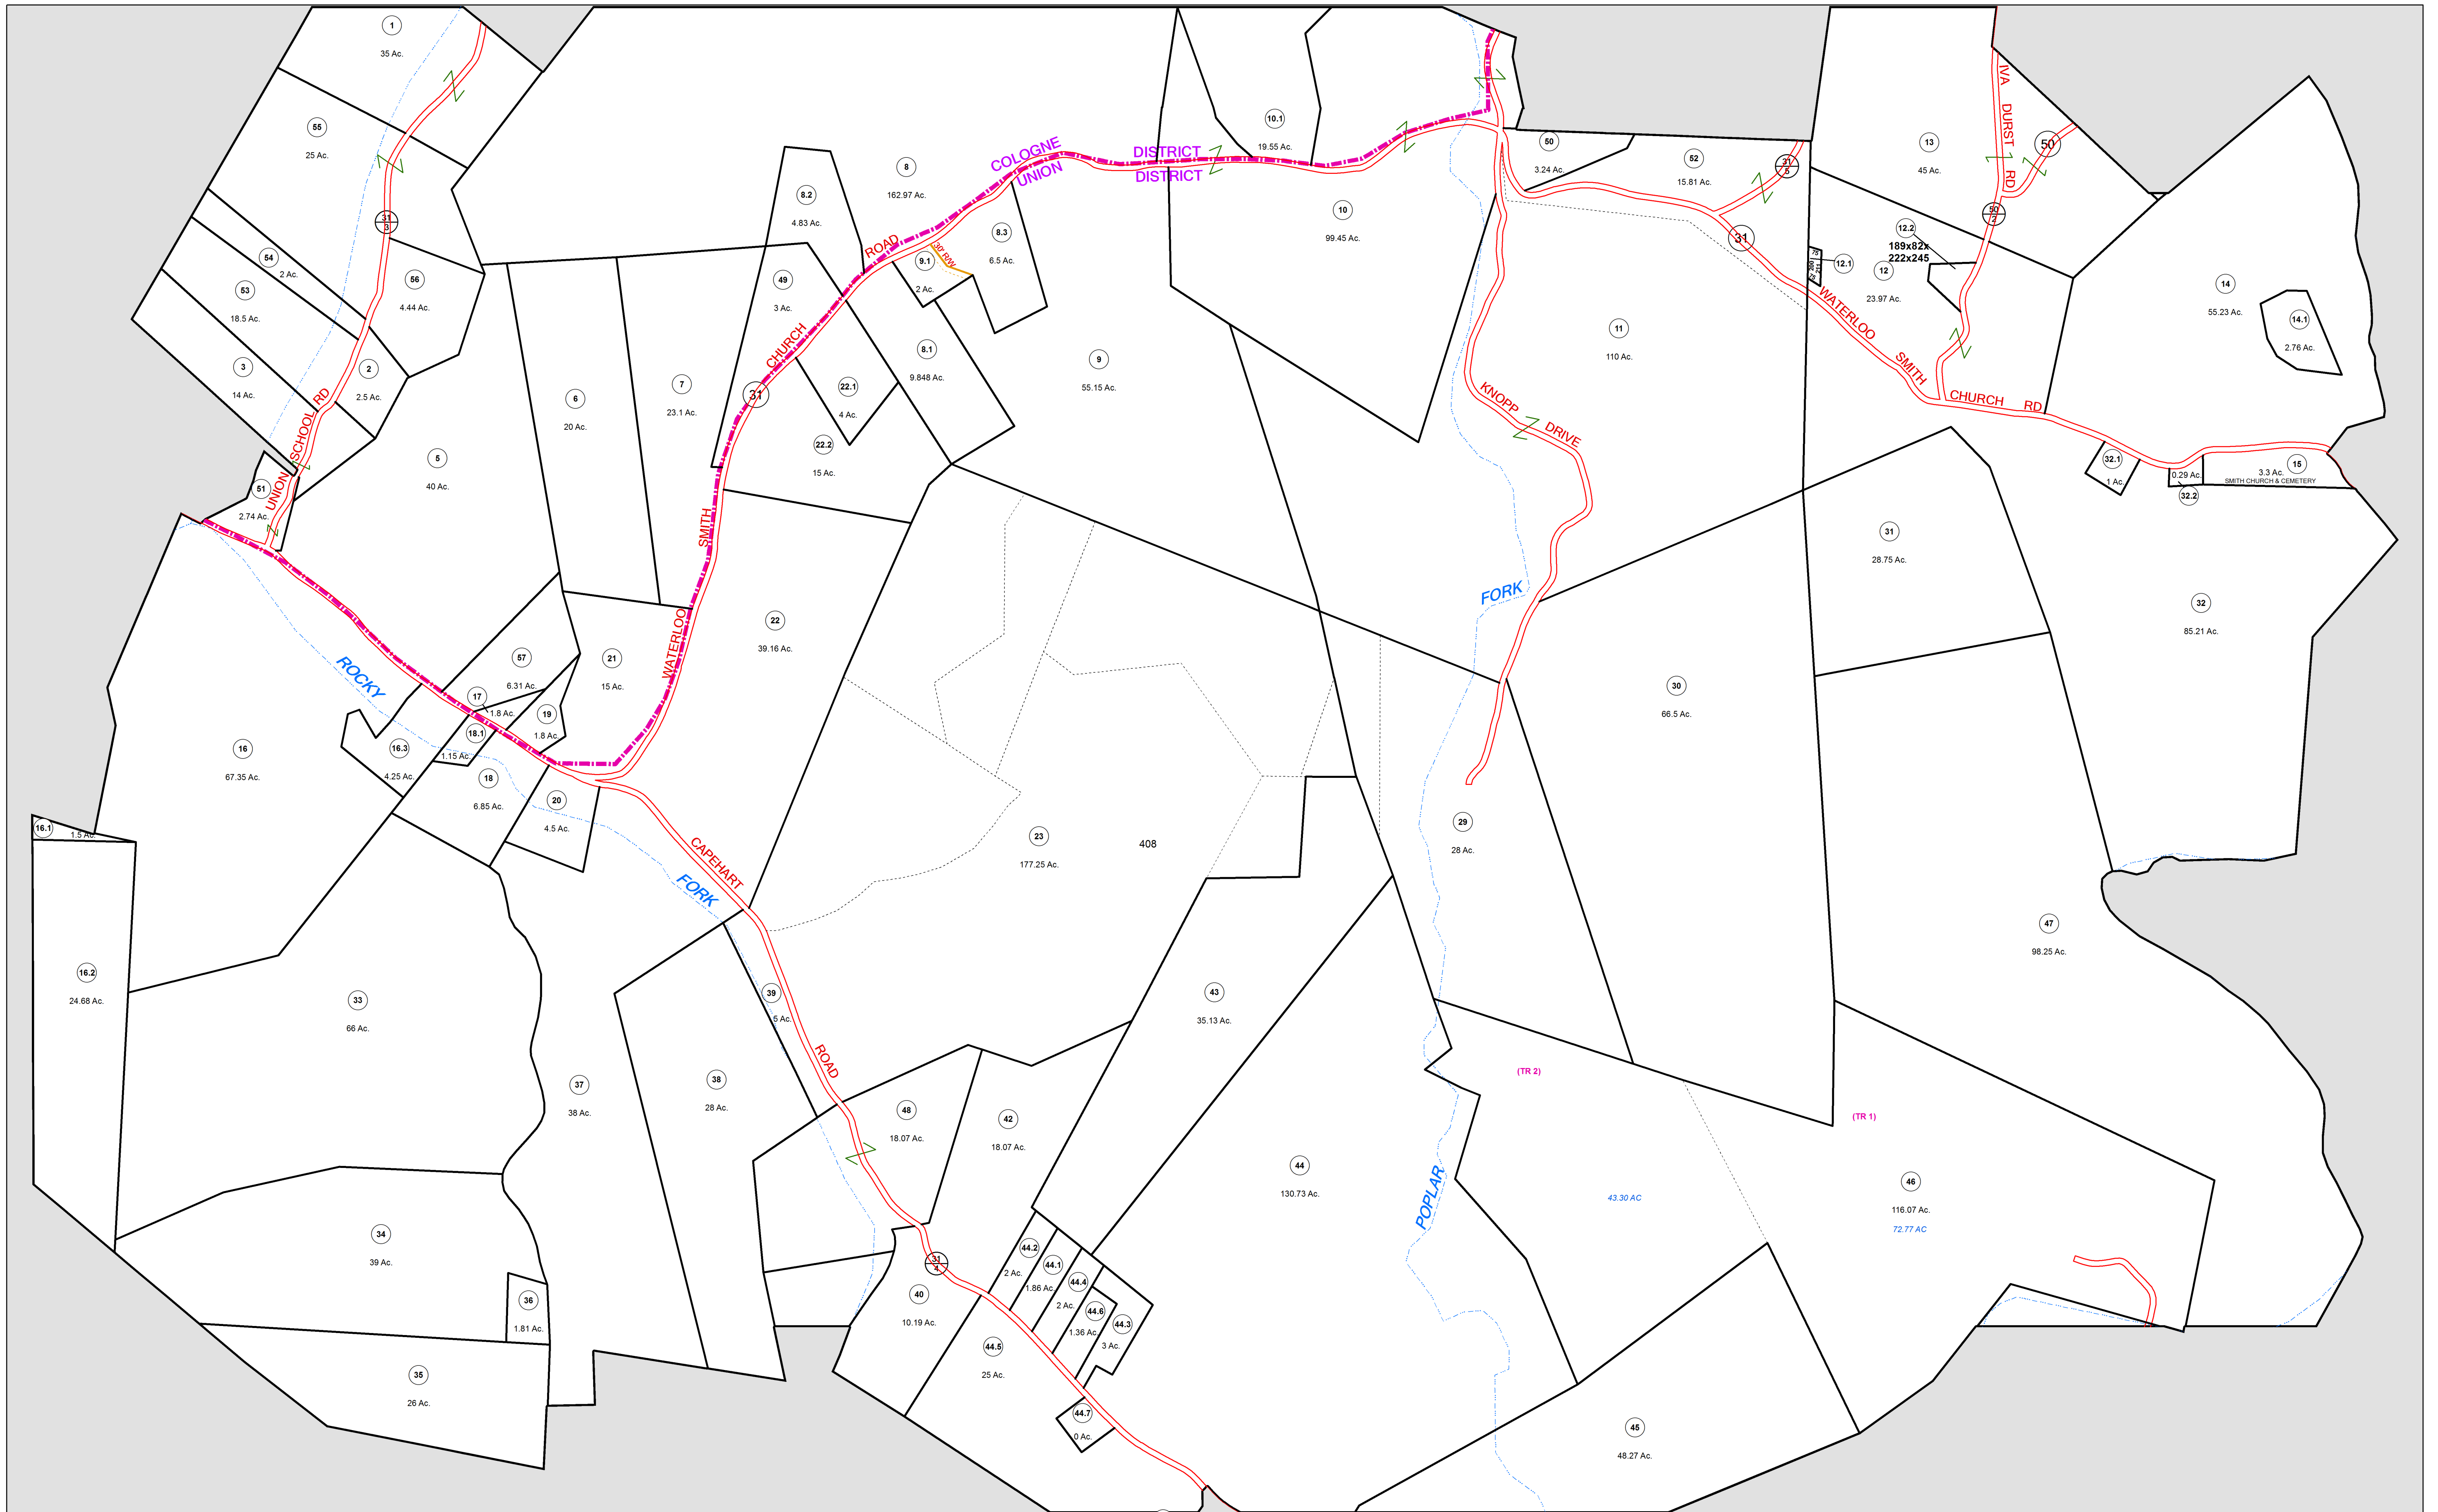 1
35 Ac.
55
25 Ac.
31
3
54
2 Ac.
53
18.5 Ac.
56
4.44 Ac.
3
14 Ac.
2
2.5 Ac.
UNION SCHOOL RD
51
2.74 Ac.
5
40 Ac.
6
20 Ac.
7
23.1 Ac.
8
162.97 Ac.
8.2
4.83 Ac.
49
3 Ac.
COLOGNE DISTRICT
UNION DISTRICT
WATERLOO SMITH CHURCH ROAD
31
30' R/W
9.1
2 Ac.
8.3
6.5 Ac.
8.1
9.848 Ac.
22.1
4 Ac.
22.2
15 Ac.
9
55.15 Ac.
10.1
19.55 Ac.
10
99.45 Ac.
50
3.24 Ac.
52
15.81 Ac.
31
5
31
11
110 Ac.
KNOPP DRIVE
13
45 Ac.
IVA DURST RD
50
50
2
12.2
189x82x
222x245
12.1
75
200
211
75
12
23.97 Ac.
WATERLOO SMITH CHURCH RD
14
55.23 Ac.
14.1
2.76 Ac.
32.1
1 Ac.
0.29 Ac.
32.2
15
3.3 Ac.
SMITH CHURCH & CEMETERY
31
28.75 Ac.
32
85.21 Ac.
FORK
ROCKY
57
6.31 Ac.
17
1.8 Ac.
19
1.8 Ac.
21
15 Ac.
22
39.16 Ac.
16
67.35 Ac.
16.3
4.25 Ac.
18.1
1.15 Ac.
18
6.85 Ac.
20
4.5 Ac.
16.1
1.5 Ac.
CAPEHART ROAD
FORK
23
177.25 Ac.
408
29
28 Ac.
30
66.5 Ac.
47
98.25 Ac.
16.2
24.68 Ac.
33
66 Ac.
39
5 Ac.
43
35.13 Ac.
37
38 Ac.
38
28 Ac.
48
18.07 Ac.
42
18.07 Ac.
(TR 2)
(TR 1)
44
130.73 Ac.
POPLAR
43.30 AC
46
116.07 Ac.
72.77 AC
34
39 Ac.
36
1.81 Ac.
35
26 Ac.
31
4
40
10.19 Ac.
44.2
2 Ac.
44.1
1.86 Ac.
44.4
2 Ac.
44.6
1.36 Ac.
44.3
3 Ac.
44.5
25 Ac.
44.7
0 Ac.
45
48.27 Ac.